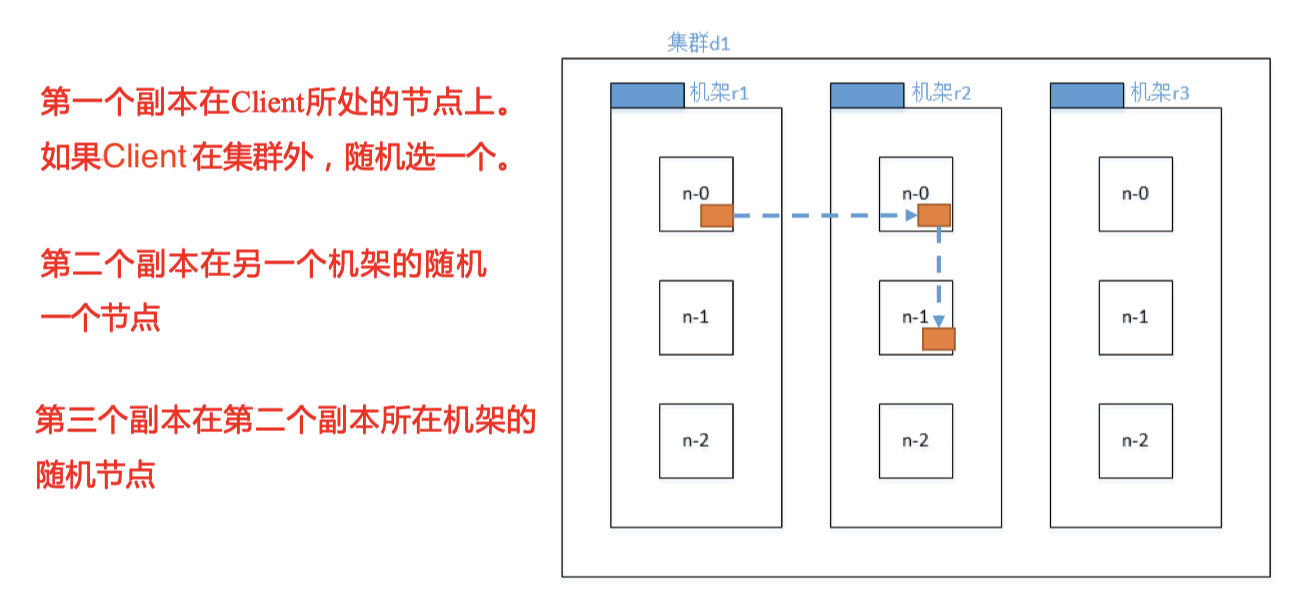 第一个副本在Client所处的节点上。
如果Client 在集群外，随机选一个。
第二个副本在另一个机架的随机
一个节点
第三个副本在第二个副本所在机架的
随机节点
集群d1
机架r1
n-0
n-1
n-2
机架r2
n-0
n-1
n-2
机架r3
n-0
n-1
n-2